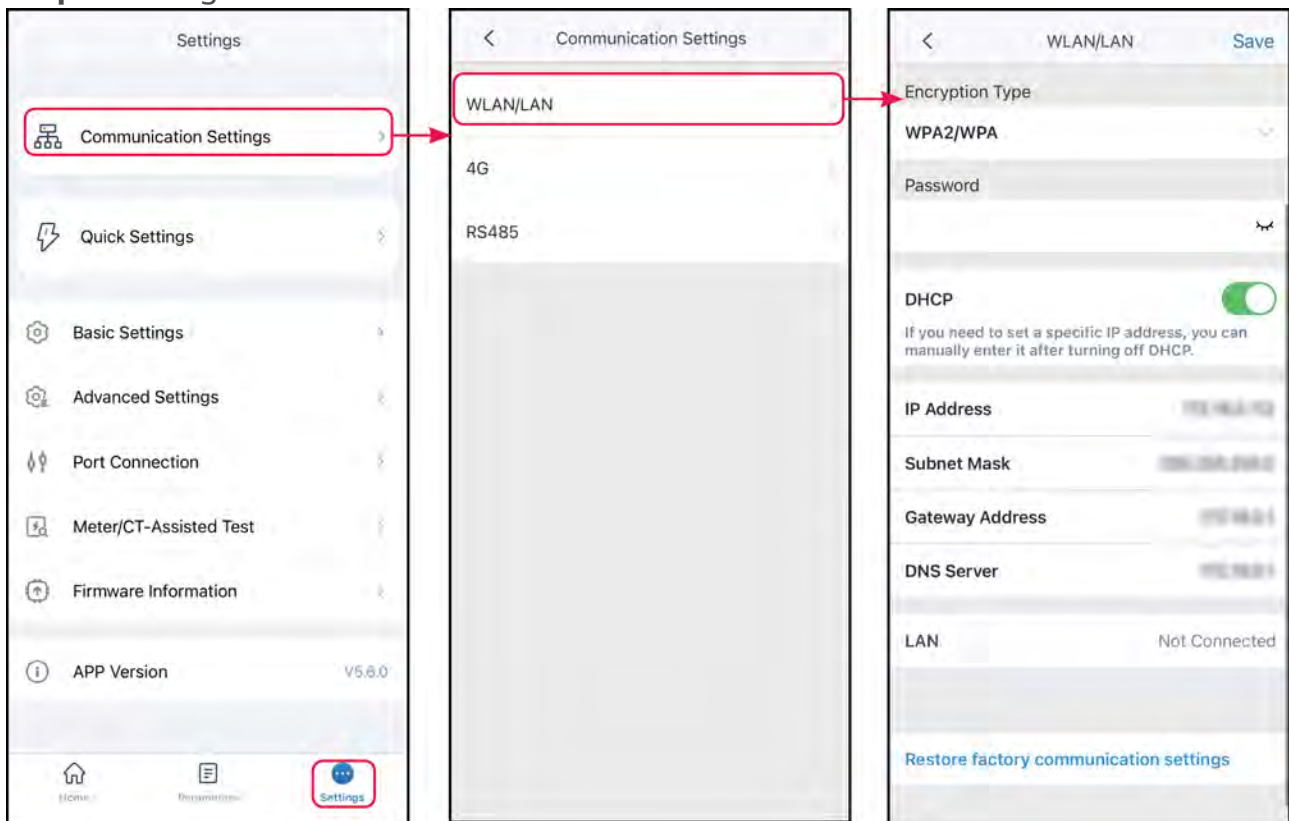 Settings
Communication Settings
Quick Settings
Basic Settings
Advanced Settings
Port Connection
Meter/CT-Assisted Test
Firmware Information
APP Version V5.6.0
Home
Parameters
Settings
Communication Settings
WLAN/LAN
4G
RS485
WLAN/LAN Save
Encryption Type
WPA2/WPA
Password
DHCP
If you need to set a specific IP address, you can
manually enter it after turning off DHCP.
IP Address
Subnet Mask
Gateway Address
DNS Server
LAN Not Connected
Restore factory communication settings